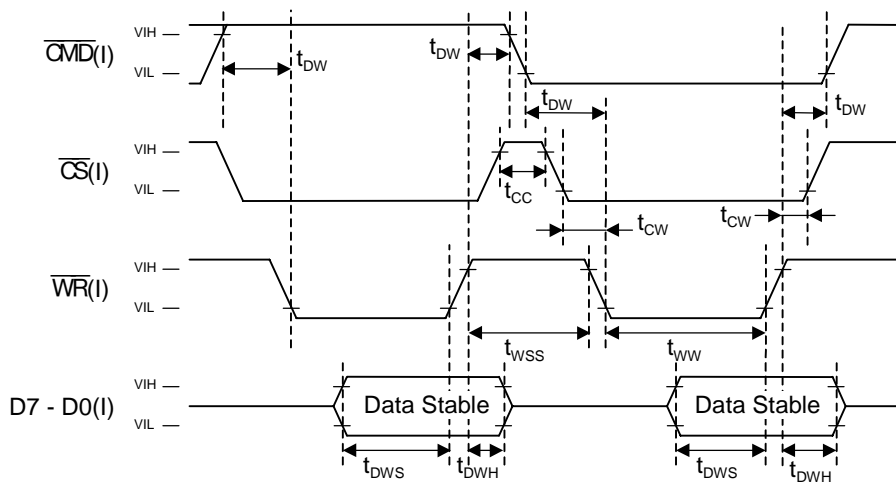 CMD(I)
VIH
VIL
tDW
tDW
tDW
tDW
CS(I)
VIH
VIL
tCC
tCW
tCW
WR(I)
VIH
VIL
tWSS
tWW
D7 - D0(I)
VIH
VIL
Data Stable
Data Stable
tDWS
tDWH
tDWS
tDWH